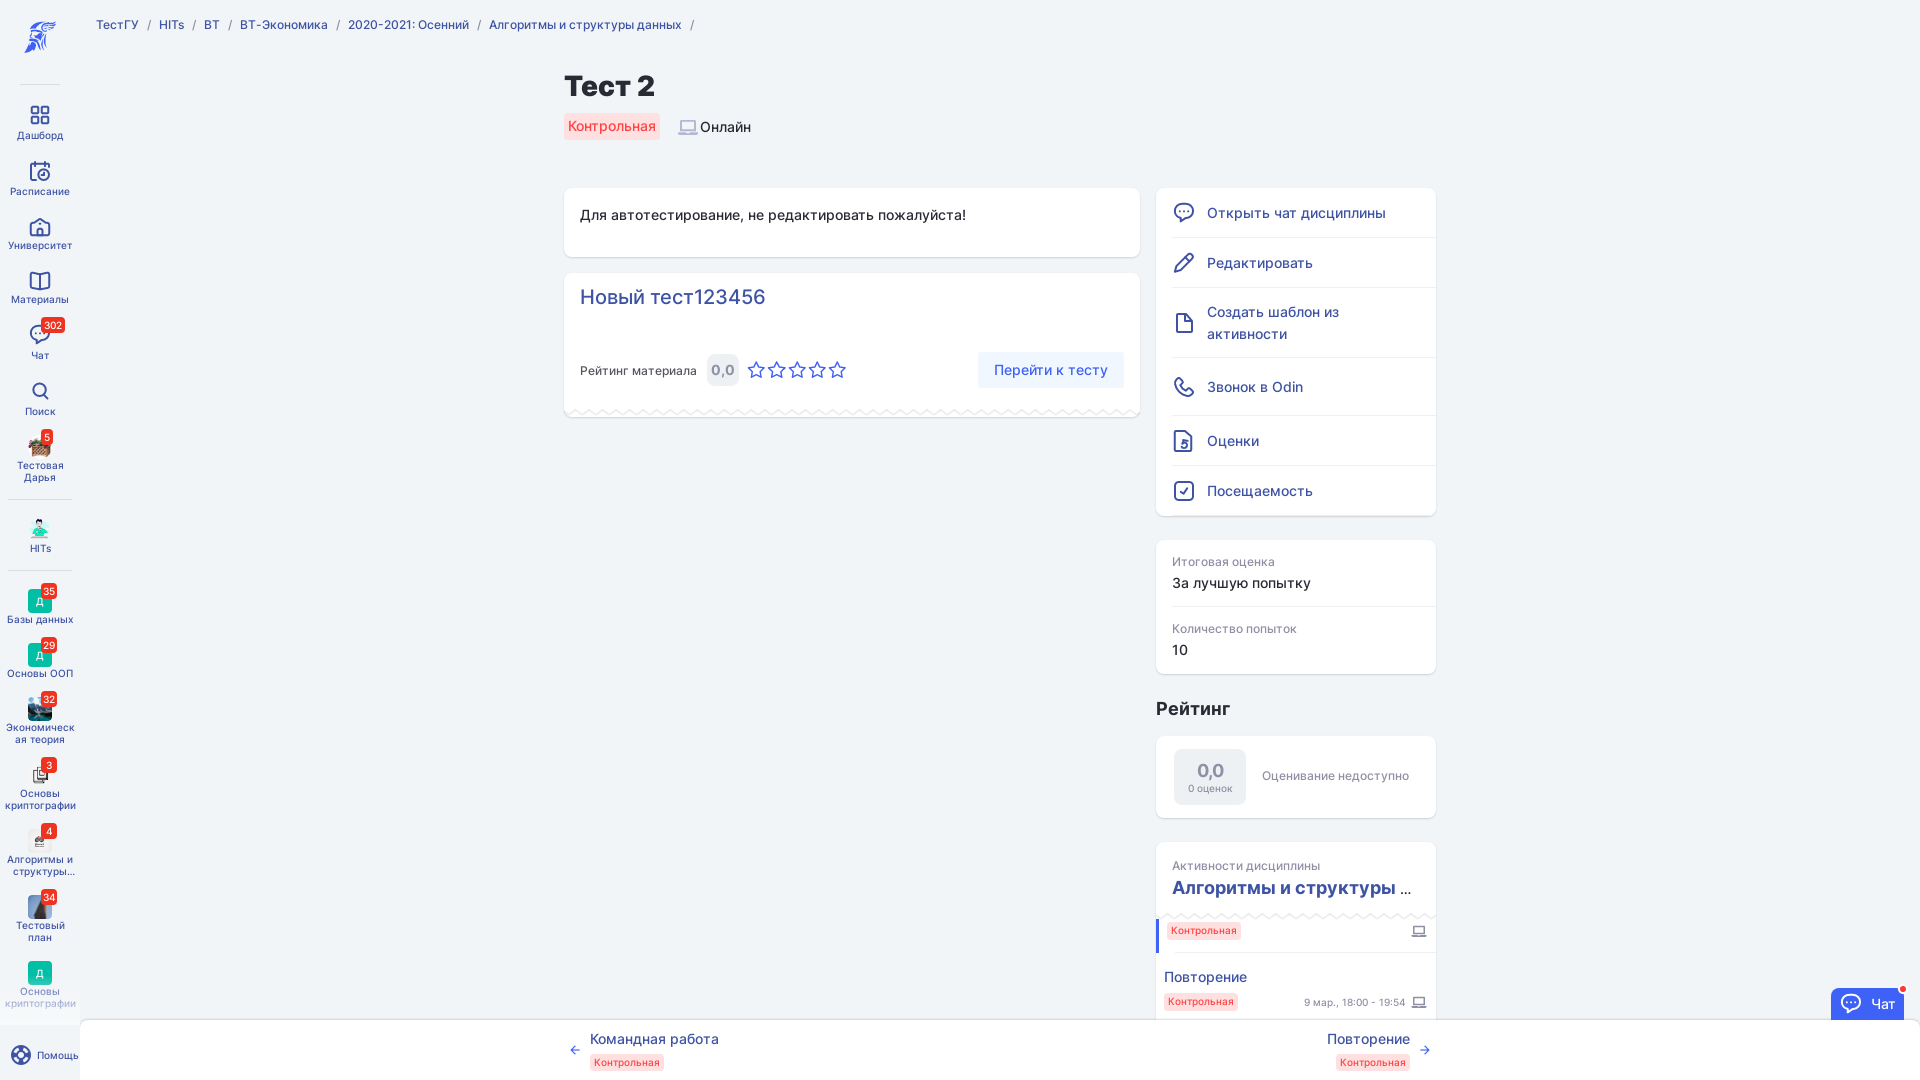 ТестГУ / HITs / ВТ / ВТ-Экономика / 2020-2021: Осенний / Алгоритмы и структуры данных /
Дашборд
Расписание
Университет
Материалы
302
Чат
Поиск
5
Тестовая
Дарья
HITs
35
Д
Базы данных
29
Д
Основы ООП
32
Экономическ
ая теория
3
Основы
криптографии
4
Алгоритмы и
структуры...
34
Тестовый
план
Д
Основы
криптографии
Помощь
Тест 2
Контрольная
Онлайн
Для автотестирование, не редактировать пожалуйста!
Новый тест123456
Рейтинг материала 0,0
Перейти к тесту
Открыть чат дисциплины
Редактировать
Создать шаблон из
активности
Звонок в Odin
Оценки
Посещаемость
Итоговая оценка
За лучшую попытку
Количество попыток
10
Рейтинг
0,0
0 оценок
Оценивание недоступно
Активности дисциплины
Алгоритмы и структуры ...
Контрольная
Повторение
Контрольная
9 мар., 18:00 - 19:54
Чат
Командная работа
Контрольная
Повторение
Контрольная